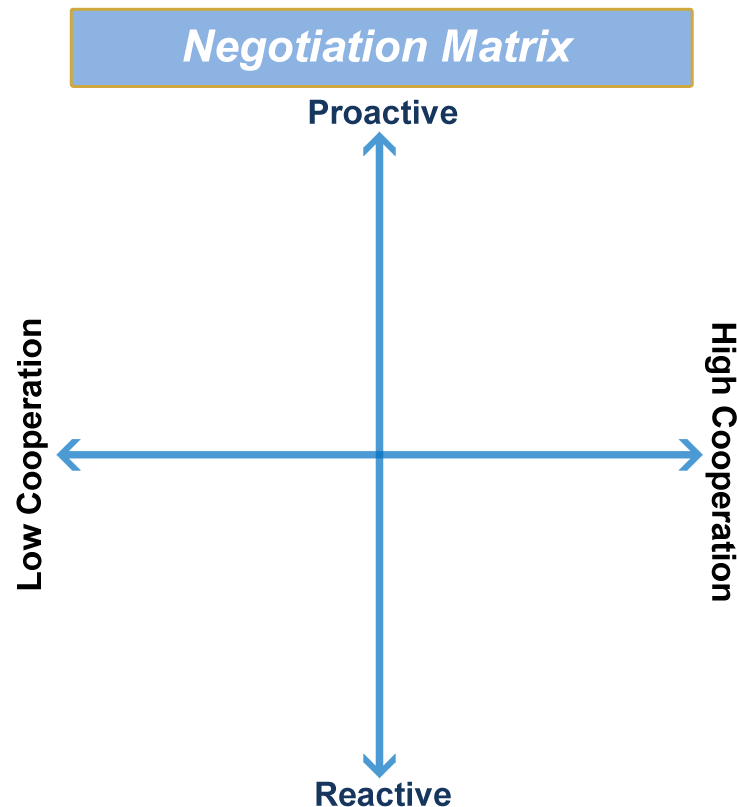 Negotiation Matrix
Proactive
Low Cooperation
High Cooperation
Reactive